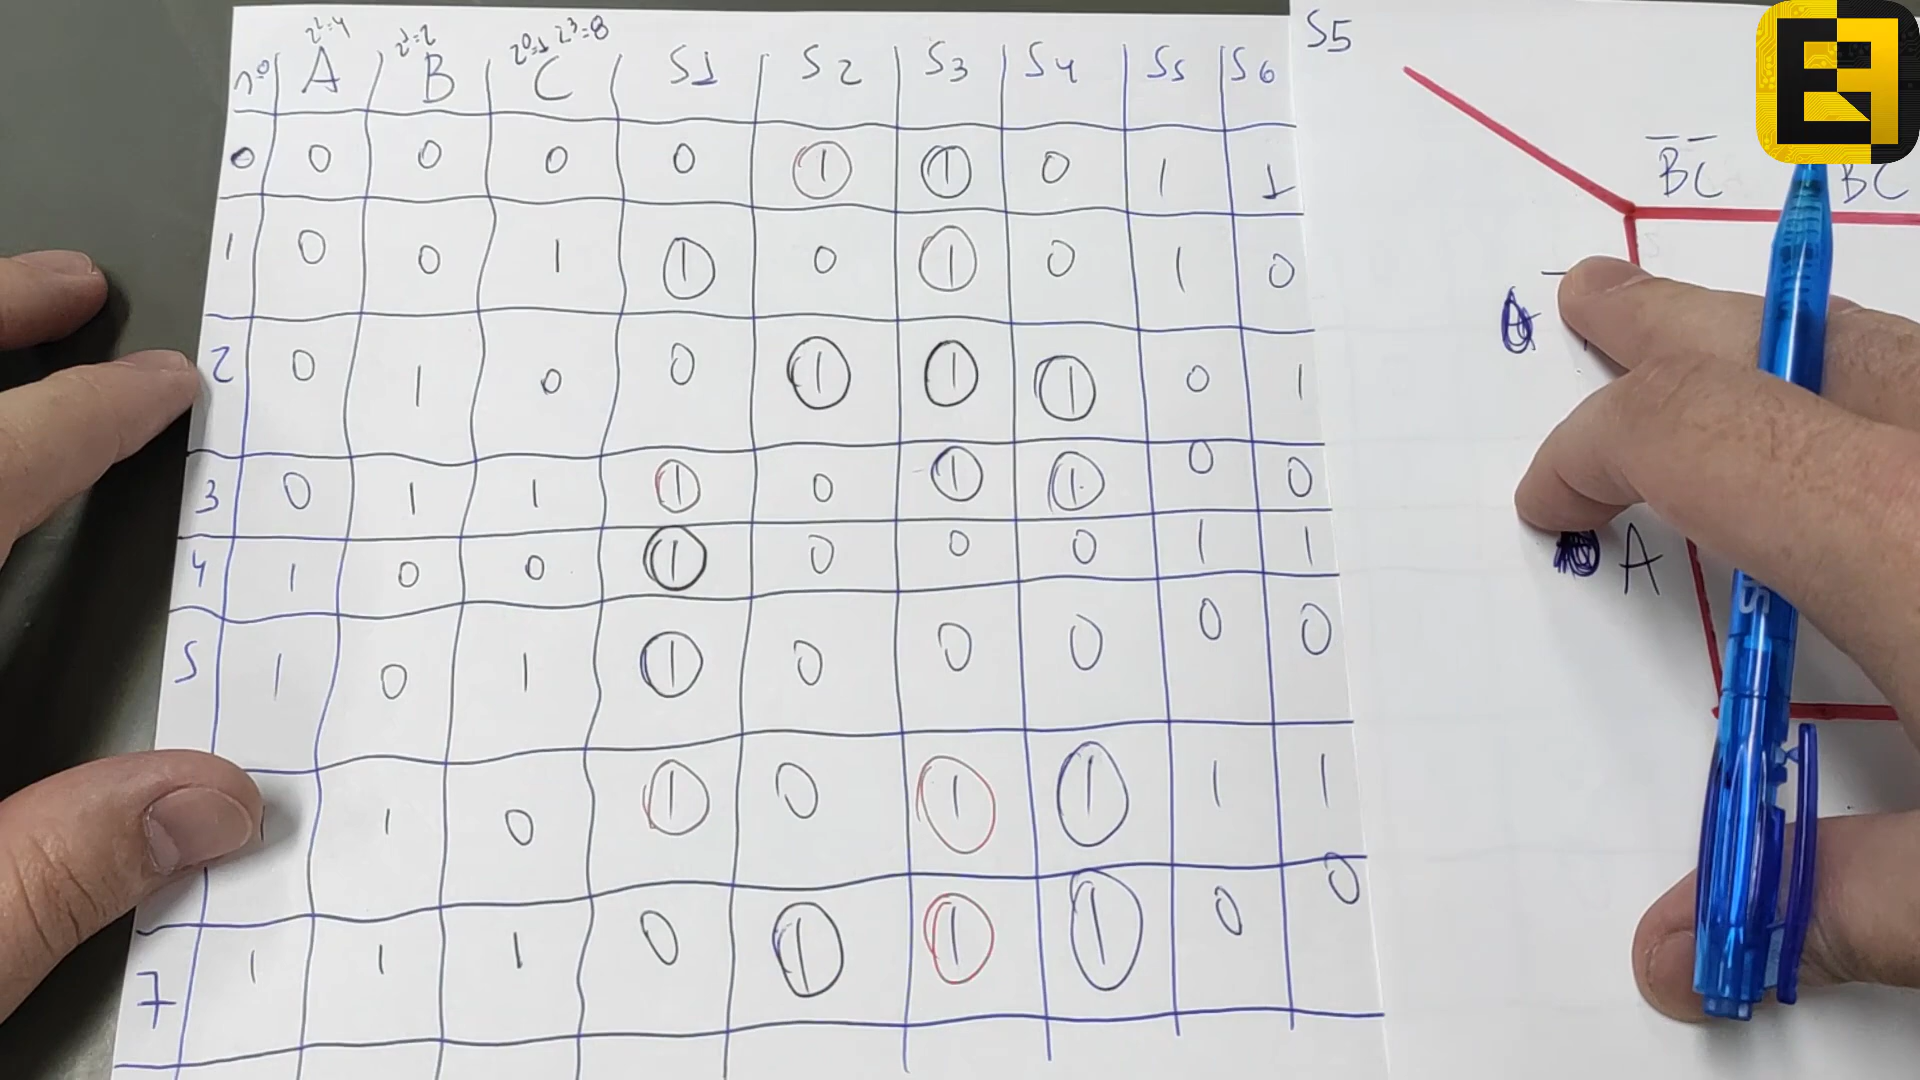 2²=4 2¹=2 2⁰=1 2³=8
nº A B C S1 S2 S3 S4 S5 S6
0 0 0 0 0 1 1 0 1 1
1 0 0 1 1 0 1 0 1 0
2 0 1 0 0 1 1 1 0 1
3 0 1 1 1 0 1 1 0 0
4 1 0 0 1 0 0 0 1 1
5 1 0 1 1 0 0 0 0 0
1 1 0 1 0 1 1 1 1
7 1 1 1 0 1 1 1 0 0
S5
B̅C̅ BC
A
EF